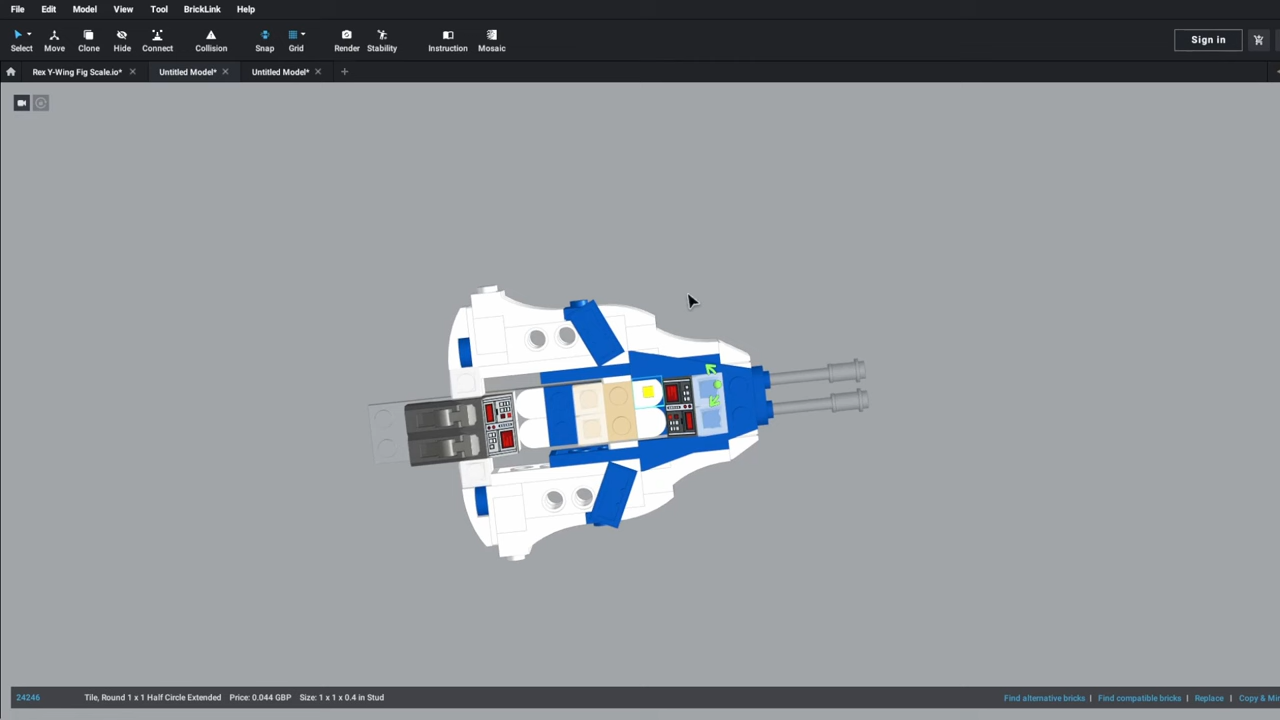 File Edit Model View Tool BrickLink Help
Select Move Clone Hide Connect Collision Snap Grid Render Stability Instruction Mosaic Sign in
Rex Y-Wing Fig Scale.io* Untitled Model* Untitled Model*
24246 Tile, Round 1 x 1 Half Circle Extended Price: 0.044 GBP Size: 1 x 1 x 0.4 in Stud Find alternative bricks | Find compatible bricks | Replace | Copy & Mi